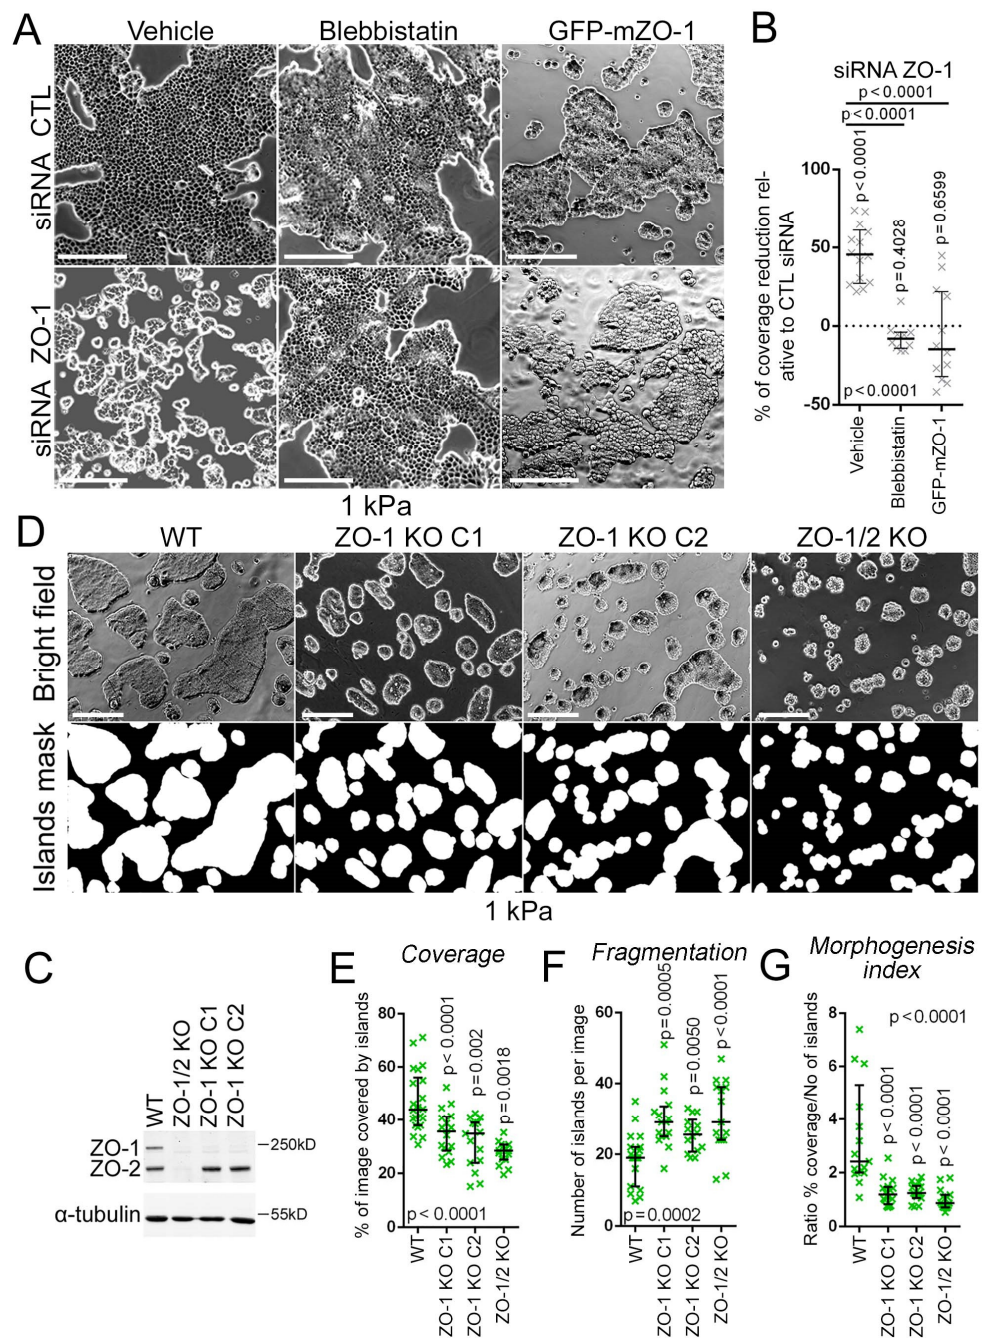 A
Vehicle
Blebbistatin
GFP-mZO-1
siRNA CTL
siRNA ZO-1
1 kPa
B
siRNA ZO-1
p<0.0001
p<0.0001
p<0.0001
p=0.4028
p=0.6599
% of coverage reduction rel-
ative to CTL siRNA
100
50
0
-50
p<0.0001
Vehicle
Blebbistatin
GFP-mZO-1
D
WT
ZO-1 KO C1
ZO-1 KO C2
ZO-1/2 KO
Bright field
Islands mask
1 kPa
C
WT
ZO-1/2 KO
ZO-1 KO C1
ZO-1 KO C2
ZO-1
ZO-2
α-tubulin
250kD
55kD
E
Coverage
% of image covered by islands
80
60
40
20
0
p<0.0001
p=0.002
p=0.0018
p<0.0001
WT
ZO-1 KO C1
ZO-1 KO C2
ZO-1/2 KO
F
Fragmentation
Number of islands per image
60
40
20
0
p=0.0005
p=0.0050
p<0.0001
p=0.0002
WT
ZO-1 KO C1
ZO-1 KO C2
ZO-1/2 KO
G
Morphogenesis
index
Ratio % coverage/No of islands
8
6
4
2
0
p<0.0001
p<0.0001
p<0.0001
p<0.0001
WT
ZO-1 KO C1
ZO-1 KO C2
ZO-1/2 KO